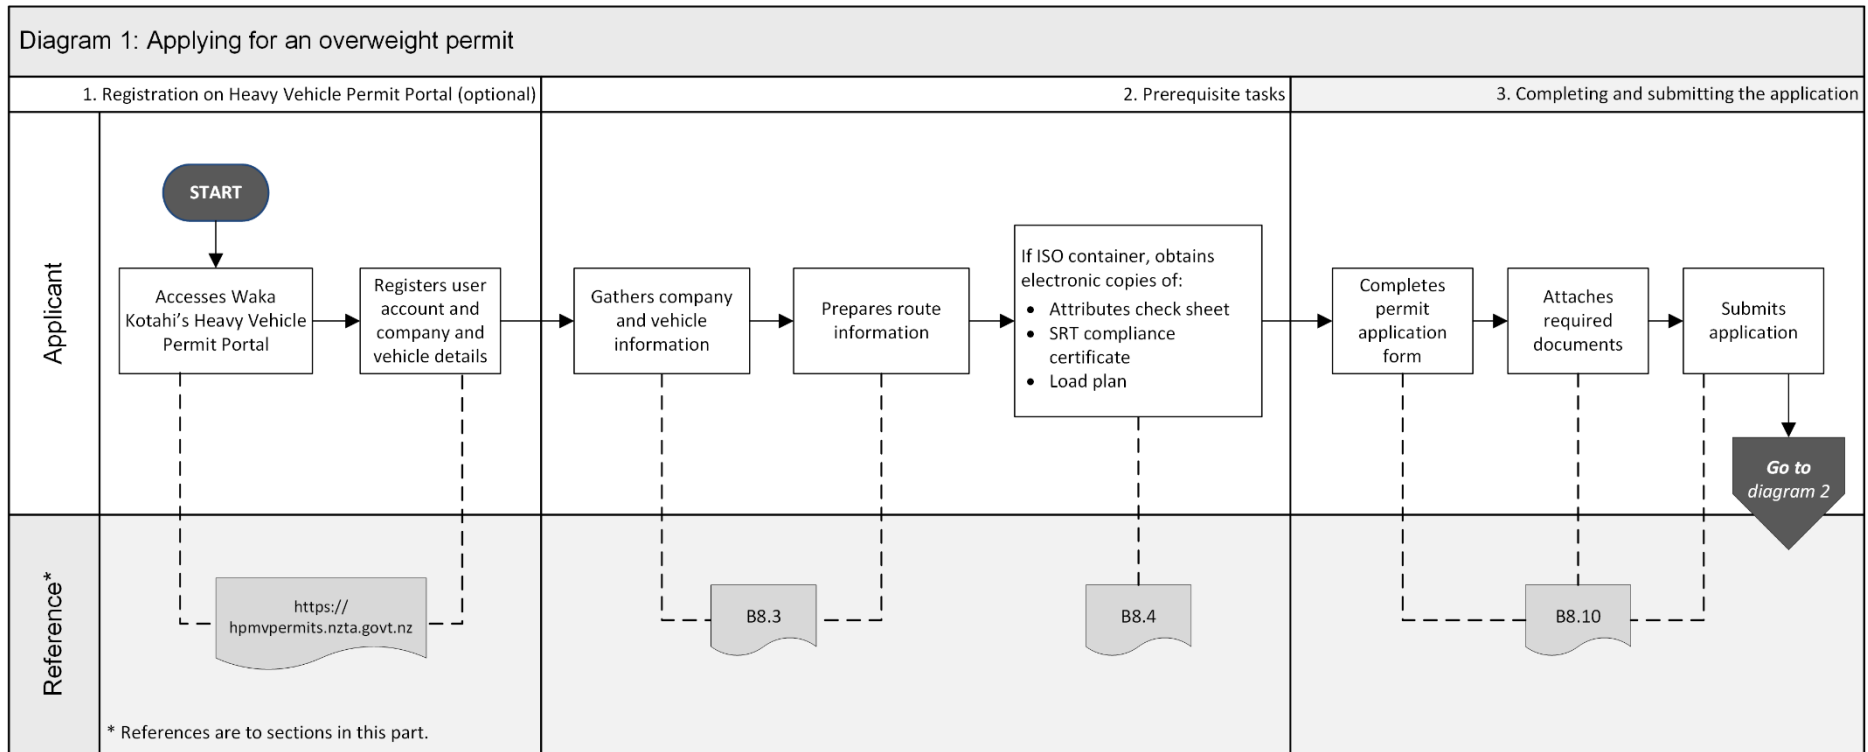 Diagram 1: Applying for an overweight permit
1. Registration on Heavy Vehicle Permit Portal (optional)
2. Prerequisite tasks
3. Completing and submitting the application
Applicant
START
Accesses Waka
Kotahi’s Heavy Vehicle
Permit Portal
Registers user
account and
company and
vehicle details
Gathers company
and vehicle
information
Prepares route
information
If ISO container, obtains
electronic copies of:
• Attributes check sheet
• SRT compliance
certificate
• Load plan
Completes
permit
application
form
Attaches
required
documents
Submits
application
Go to
diagram 2
Reference*
https://
hpmvpermits.nzta.govt.nz
B8.3
B8.4
B8.10
* References are to sections in this part.